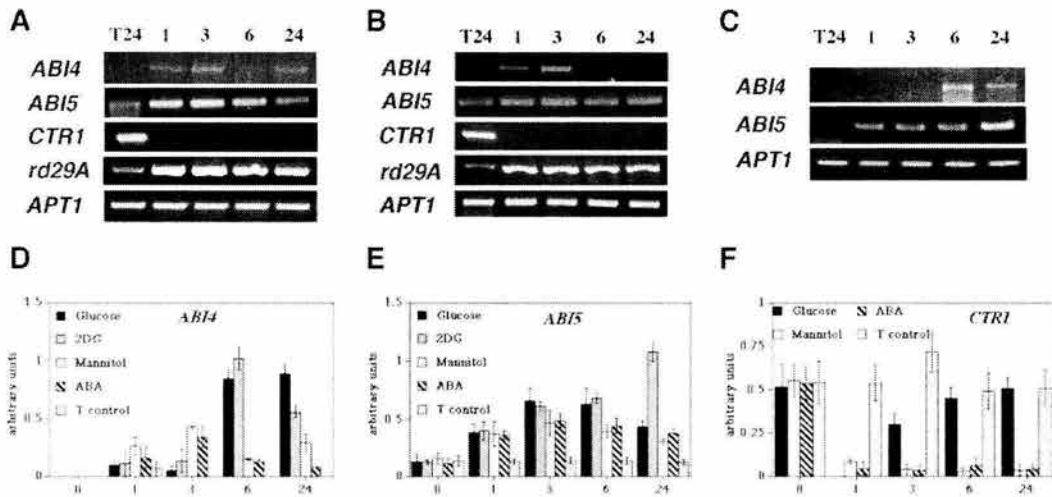 A
T24 1 3 6 24
ABI4
ABI5
CTR1
rd29A
APT1
B
T24 1 3 6 24
ABI4
ABI5
CTR1
rd29A
APT1
C
T24 1 3 6 24
ABI4
ABI5
APT1
D
1.5
1
0.5
0
arbitrary units
ABI4
Glucose
2DG
Mannitol
ABA
T control
0 1 3 6 24
E
1.5
1
0.5
0
arbitrary units
ABI5
Glucose
2DG
Mannitol
ABA
T control
0 1 3 6 24
F
1
0.75
0.5
0.25
0
arbitrary units
CTR1
Glucose ABA
Mannitol T control
0 1 3 6 24